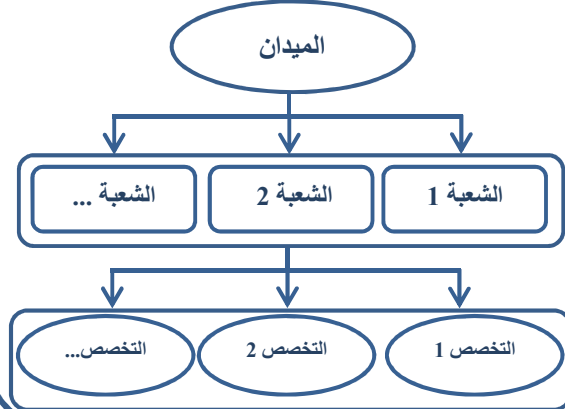 الميدان
الشعبة 1
الشعبة 2
الشعبة ...
التخصص 1
التخصص 2
التخصص...